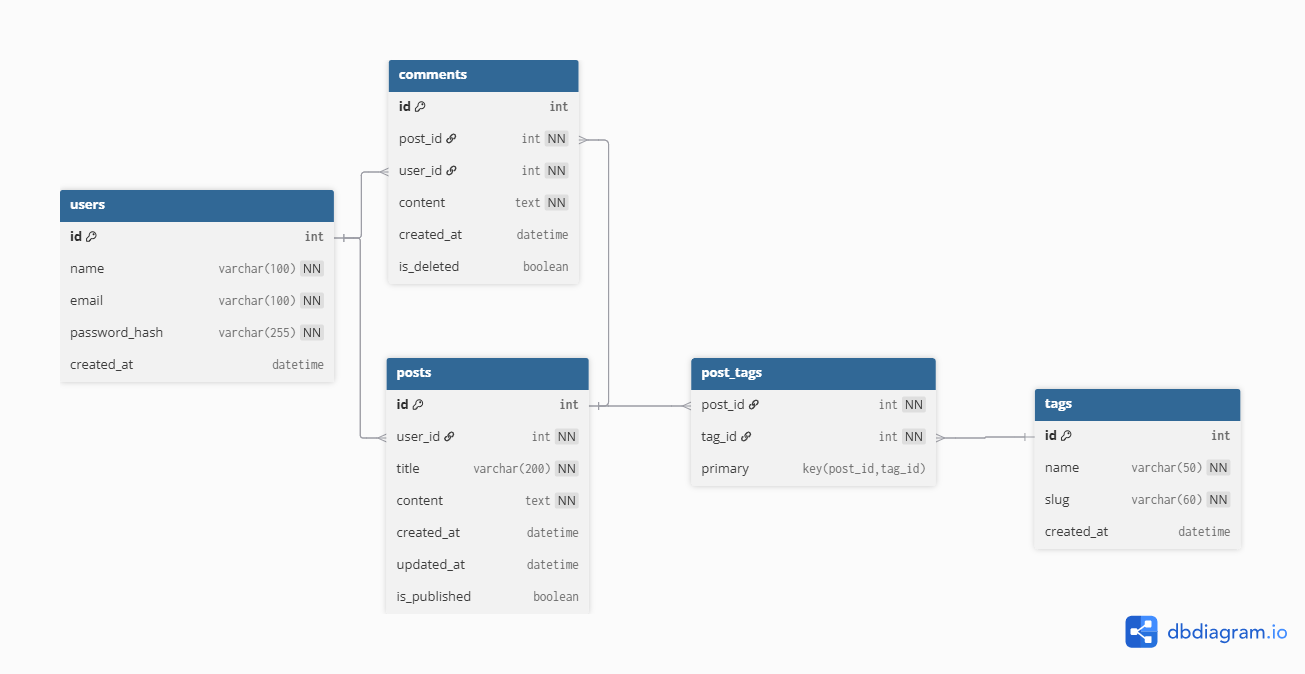 comments
id int
post_id int NN
user_id int NN
content text NN
created_at datetime
is_deleted boolean
users
id int
name varchar(100) NN
email varchar(100) NN
password_hash varchar(255) NN
created_at datetime
posts
id int
user_id int NN
title varchar(200) NN
content text NN
created_at datetime
updated_at datetime
is_published boolean
post_tags
post_id int NN
tag_id int NN
primary key(post_id,tag_id)
tags
id int
name varchar(50) NN
slug varchar(60) NN
created_at datetime
dbdiagram.io